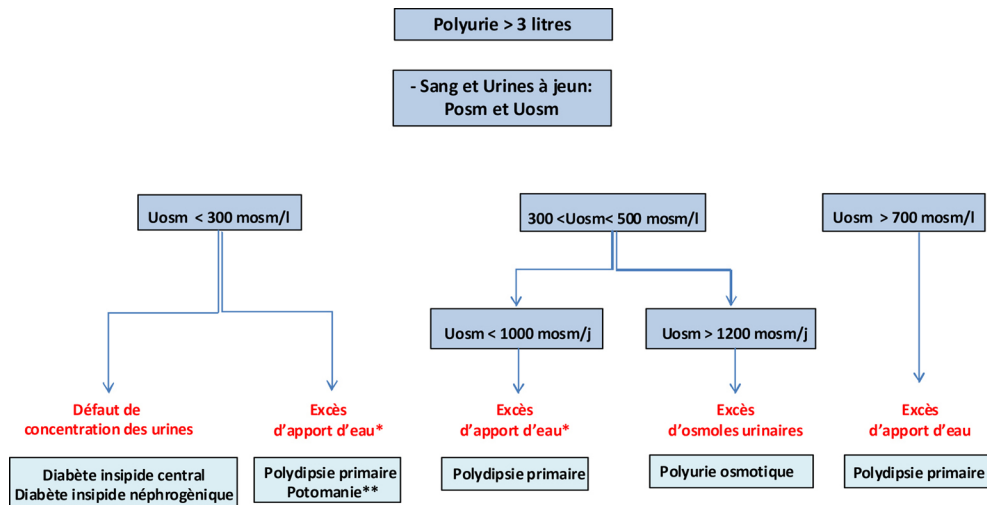 Polyurie > 3 litres
- Sang et Urines à jeun:
Posm et Uosm
Uosm < 300 mosm/l
300 <Uosm< 500 mosm/l
Uosm > 700 mosm/l
Uosm < 1000 mosm/j
Uosm > 1200 mosm/j
Défaut de
concentration des urines
Excès
d'apport d'eau*
Excès
d'apport d'eau*
Excès
d'osmoles urinaires
Excès
d'apport d'eau
Diabète insipide central
Diabète insipide néphrogènique
Polydipsie primaire
Potomanie**
Polydipsie primaire
Polyurie osmotique
Polydipsie primaire